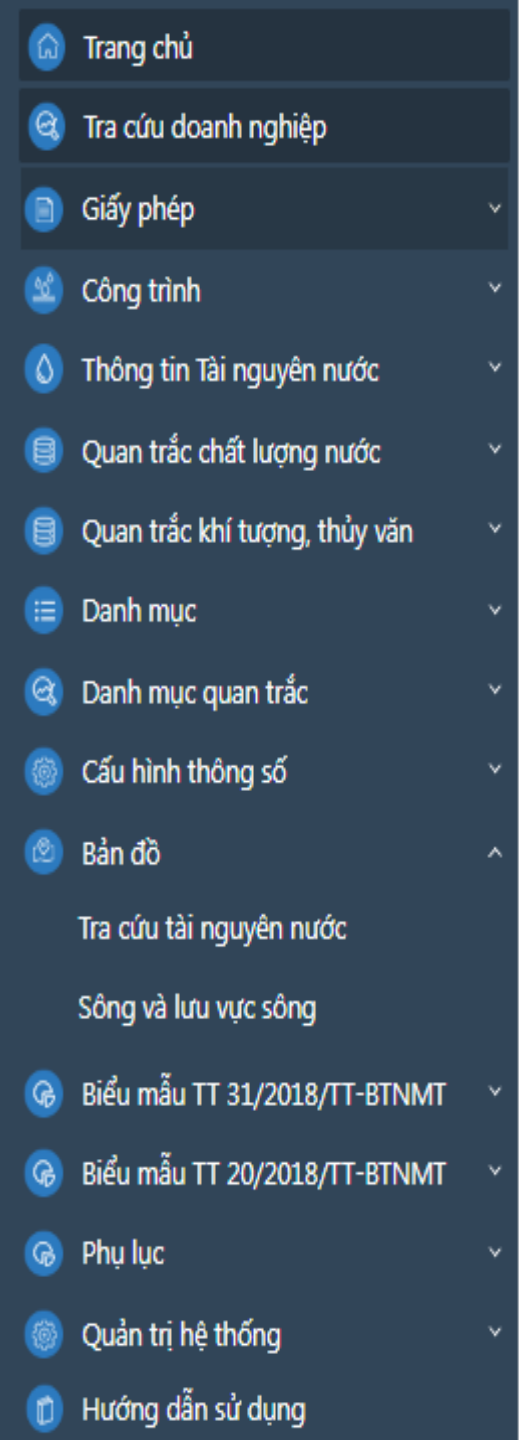 Trang chủ
Tra cứu doanh nghiệp
Giấy phép
Công trình
Thông tin Tài nguyên nước
Quan trắc chất lượng nước
Quan trắc khí tượng, thủy văn
Danh mục
Danh mục quan trắc
Cấu hình thông số
Bản đồ
Tra cứu tài nguyên nước
Sông và lưu vực sông
Biểu mẫu TT 31/2018/TT-BTNMT
Biểu mẫu TT 20/2018/TT-BTNMT
Phụ lục
Quản trị hệ thống
Hướng dẫn sử dụng